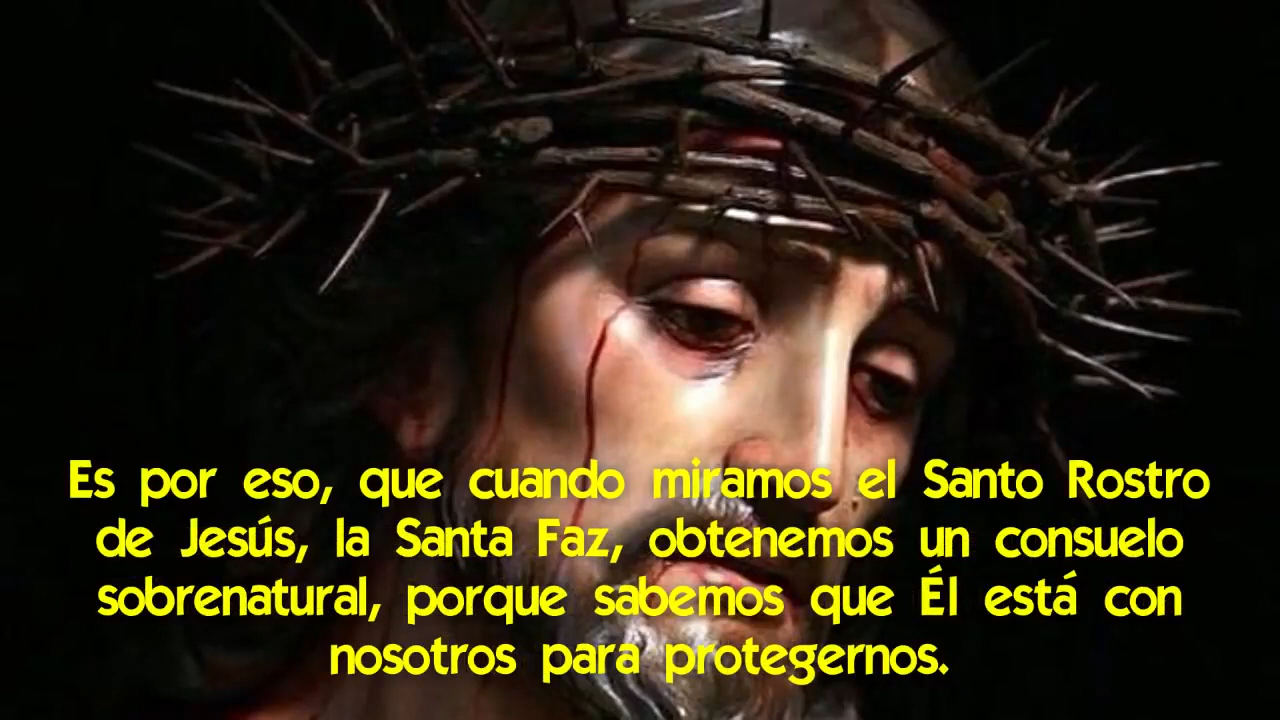 Es por eso, que cuando miramos el Santo Rostro
de Jesús, la Santa Faz, obtenemos un consuelo
sobrenatural, porque sabemos que Él está con
nosotros para protegernos.